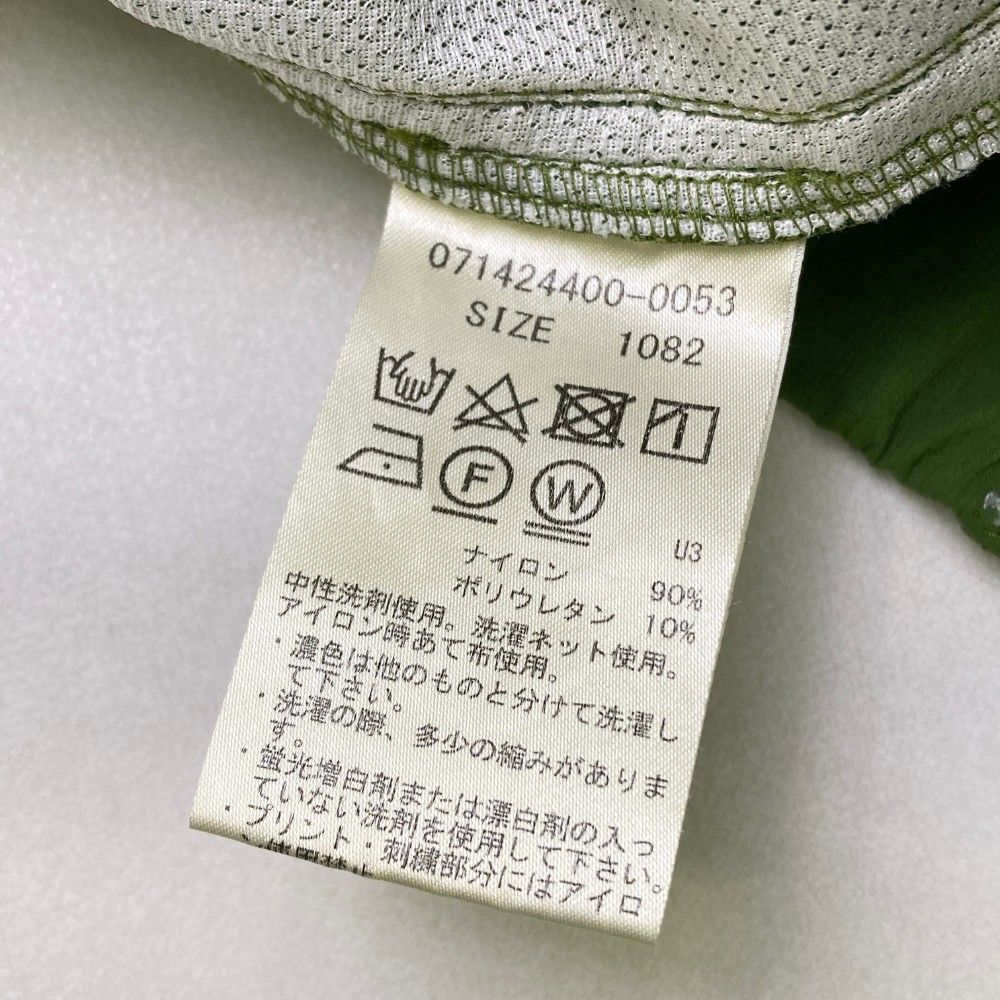 071424400-0053
SIZE 1082
F
W
U3
ナイロン 90%
ポリウレタン 10%
中性洗剤使用。洗濯ネット使用。
アイロン時あて布使用。
・濃色は他のものと分けて洗濯し
て下さい。
・洗濯の際、多少の縮みがありま
す。
・蛍光増白剤または漂白剤の入っ
ていない洗剤を使用して下さい。
・プリント・刺繍部分にはアイロ